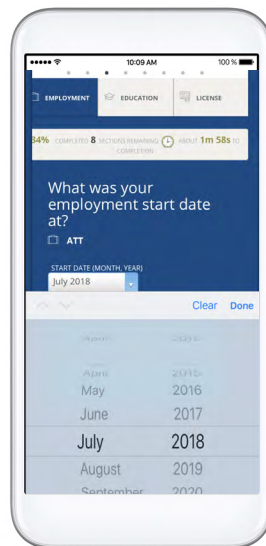 10:09 AM 100 %
EMPLOYMENT EDUCATION LICENSE
34% COMPLETED 8 SECTIONS REMAINING ABOUT 1m 58s TO
COMPLETION
What was your
employment start date
at?
ATT
START DATE (MONTH, YEAR)
July 2018
Clear Done
April 2015
May 2016
June 2017
July 2018
August 2019
September 2020